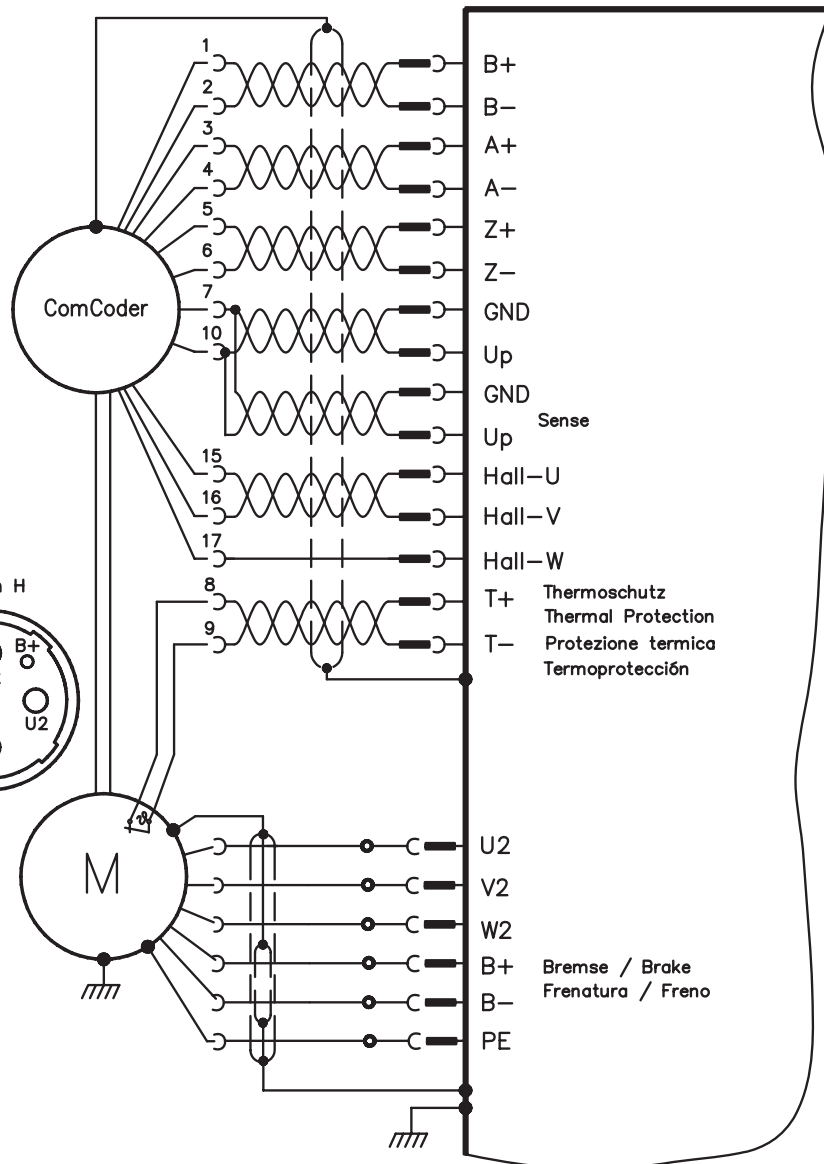 1
B+
2
B−
3
A+
4
A−
5
Z+
6
Z−
ComCoder
7
GND
10
Up
GND
Sense
Up
15
Hall−U
16
Hall−V
17
Hall−W
8
T+ Thermoschutz
Thermal Protection
9
T− Protezione termica
Termoprotección
H
B+
U2
ϑ
M
U2
V2
W2
B+ Bremse / Brake
B− Frenatura / Freno
PE